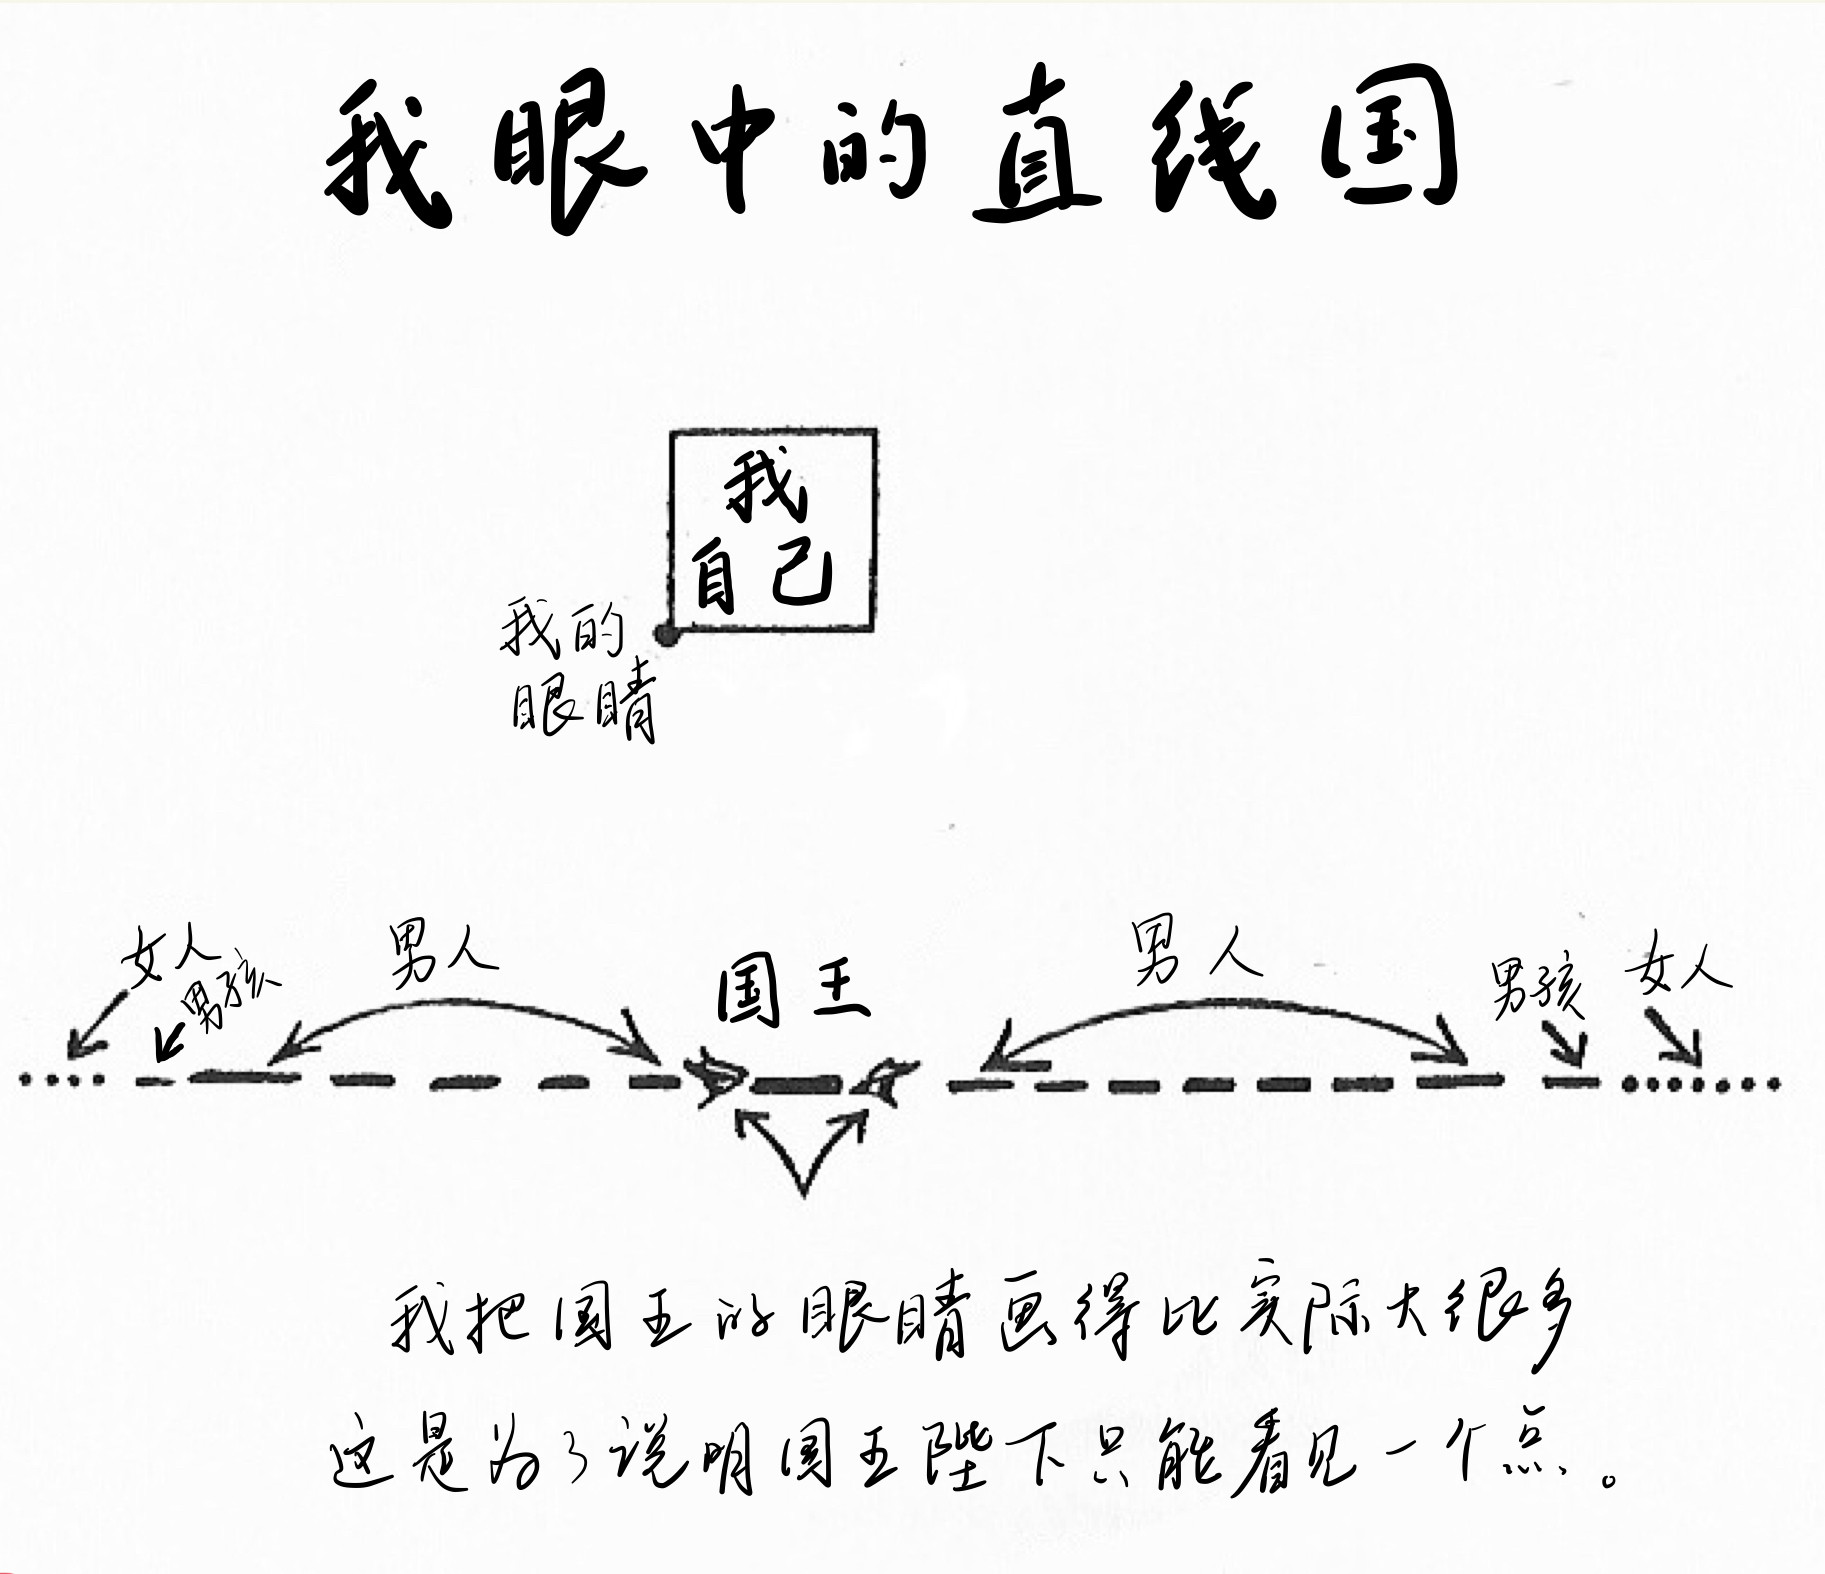 我眼中的直线国
我
自己
我的
眼睛
女人
男孩
男人
国王
男人
男孩
女人
我把国王的眼睛画得比实际大很多
这是为了说明国王陛下只能看见一个点。